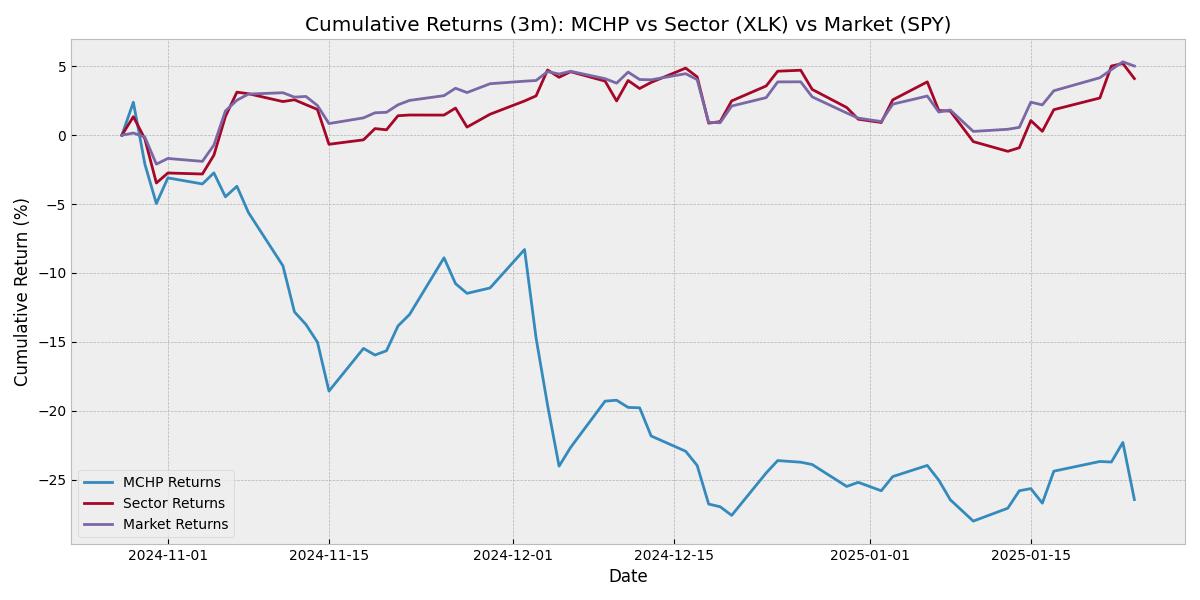 Cumulative Returns (3m): MCHP vs Sector (XLK) vs Market (SPY)
Cumulative Return (%)
5
0
−5
−10
−15
−20
−25
MCHP Returns
Sector Returns
Market Returns
2024-11-01 2024-11-15 2024-12-01 2024-12-15 2025-01-01 2025-01-15
Date